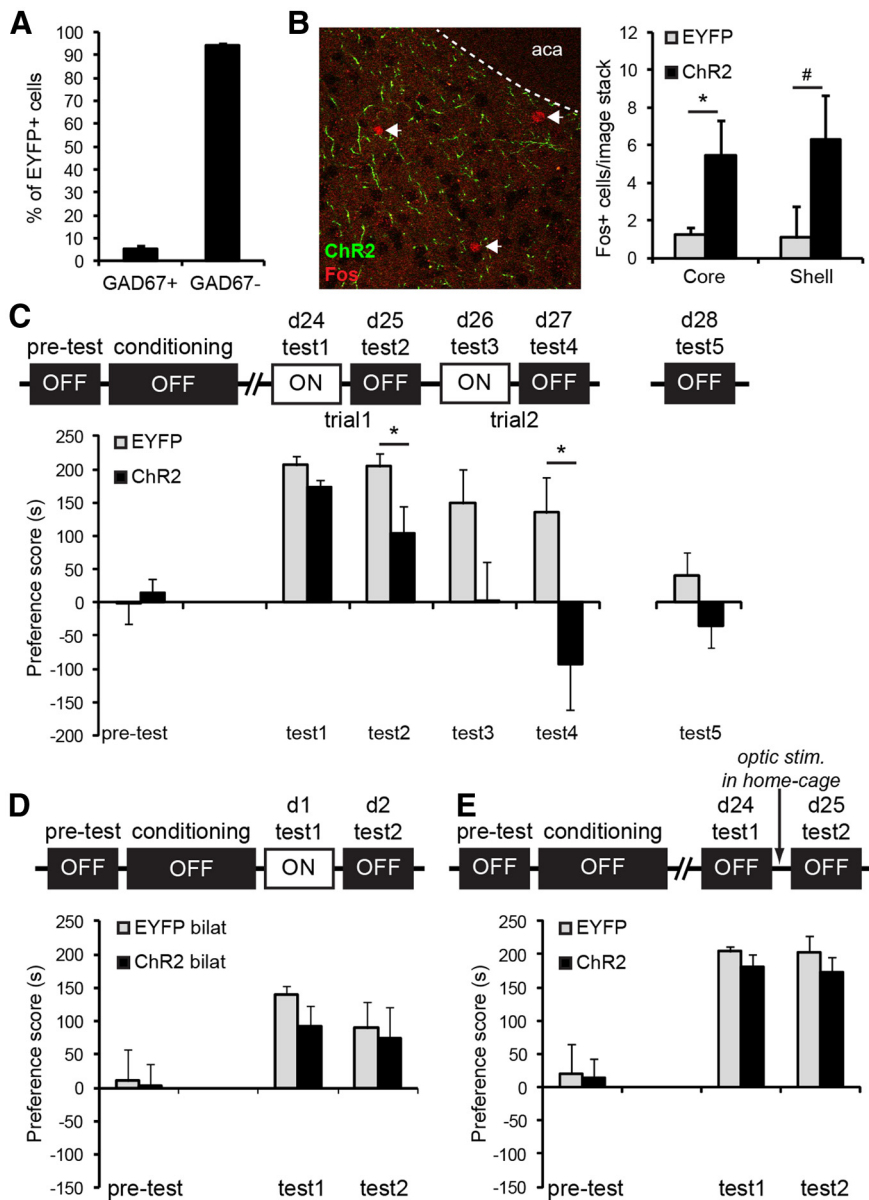 A
% of EYFP+ cells
100
90
80
70
60
50
40
30
20
10
0
GAD67+ GAD67-
B
aca
ChR2
Fos
EYFP
ChR2
Fos+ cells/image stack
12
10
8
6
4
2
0
*
#
Core Shell
C
d24 d25 d26 d27 d28
pre-test conditioning test1 test2 test3 test4 test5
OFF OFF ON OFF ON OFF OFF
trial1 trial2
EYFP
ChR2
Preference score (s)
250
200
150
100
50
0
-50
-100
-150
-200
*
*
pre-test test1 test2 test3 test4 test5
D
d1 d2
pre-test conditioning test1 test2
OFF OFF ON OFF
EYFP bilat
ChR2 bilat
Preference score (s)
250
200
150
100
50
0
-50
-100
-150
pre-test test1 test2
E
optic stim.
in home-cage
d24 d25
pre-test conditioning test1 test2
OFF OFF OFF OFF
EYFP
ChR2
Preference score (s)
250
200
150
100
50
0
-50
-100
-150
pre-test test1 test2